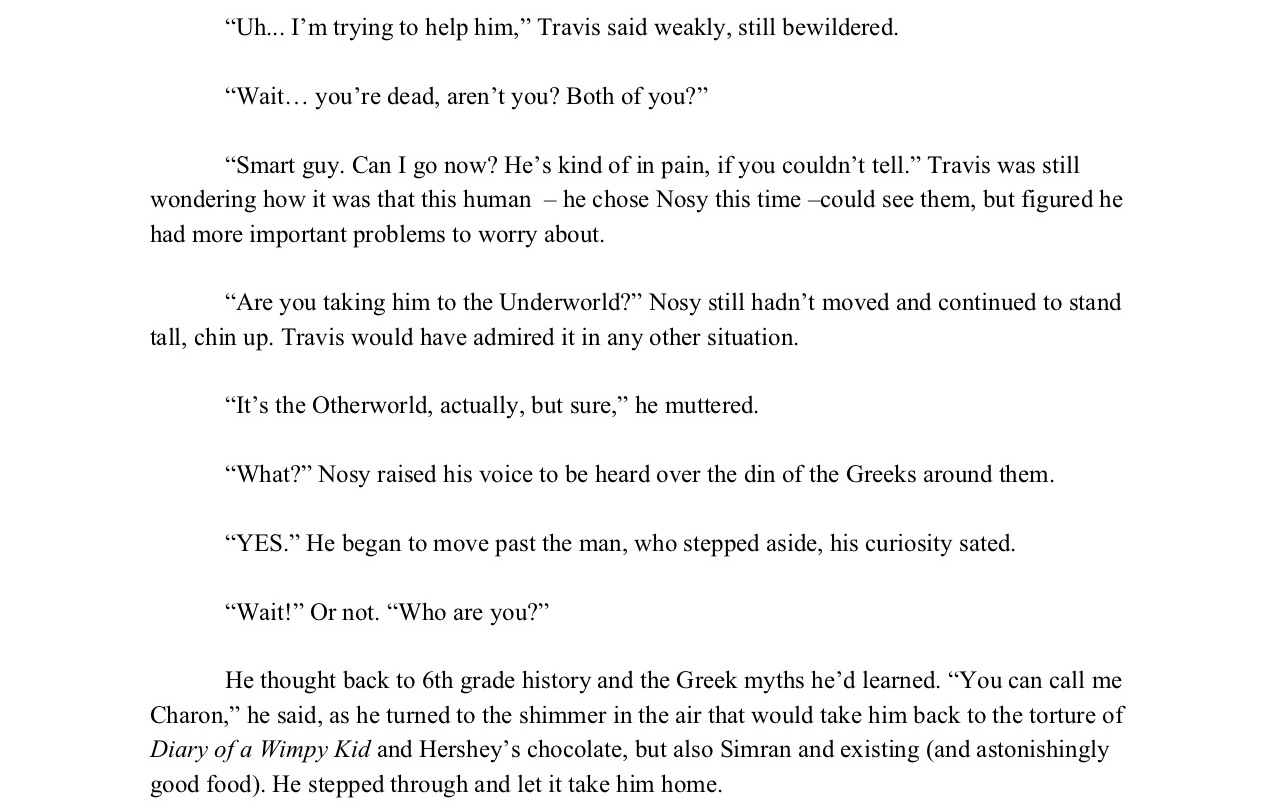 “Uh... I’m trying to help him,” Travis said weakly, still bewildered.
“Wait… you’re dead, aren’t you? Both of you?”
“Smart guy. Can I go now? He’s kind of in pain, if you couldn’t tell.” Travis was still
wondering how it was that this human  – he chose Nosy this time –could see them, but figured he
had more important problems to worry about.
“Are you taking him to the Underworld?” Nosy still hadn’t moved and continued to stand
tall, chin up. Travis would have admired it in any other situation.
“It’s the Otherworld, actually, but sure,” he muttered.
“What?” Nosy raised his voice to be heard over the din of the Greeks around them.
“YES.” He began to move past the man, who stepped aside, his curiosity sated.
“Wait!” Or not. “Who are you?”
He thought back to 6th grade history and the Greek myths he’d learned. “You can call me
Charon,” he said, as he turned to the shimmer in the air that would take him back to the torture of
Diary of a Wimpy Kid and Hershey’s chocolate, but also Simran and existing (and astonishingly
good food). He stepped through and let it take him home.